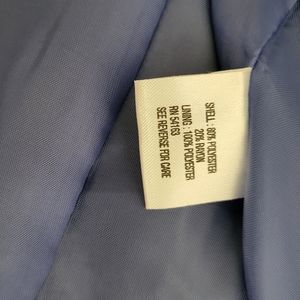 SHELL : 80% POLYESTER
20% RAYON
LINING : 100% POLYESTER
RN 54163
SEE REVERSE FOR CARE